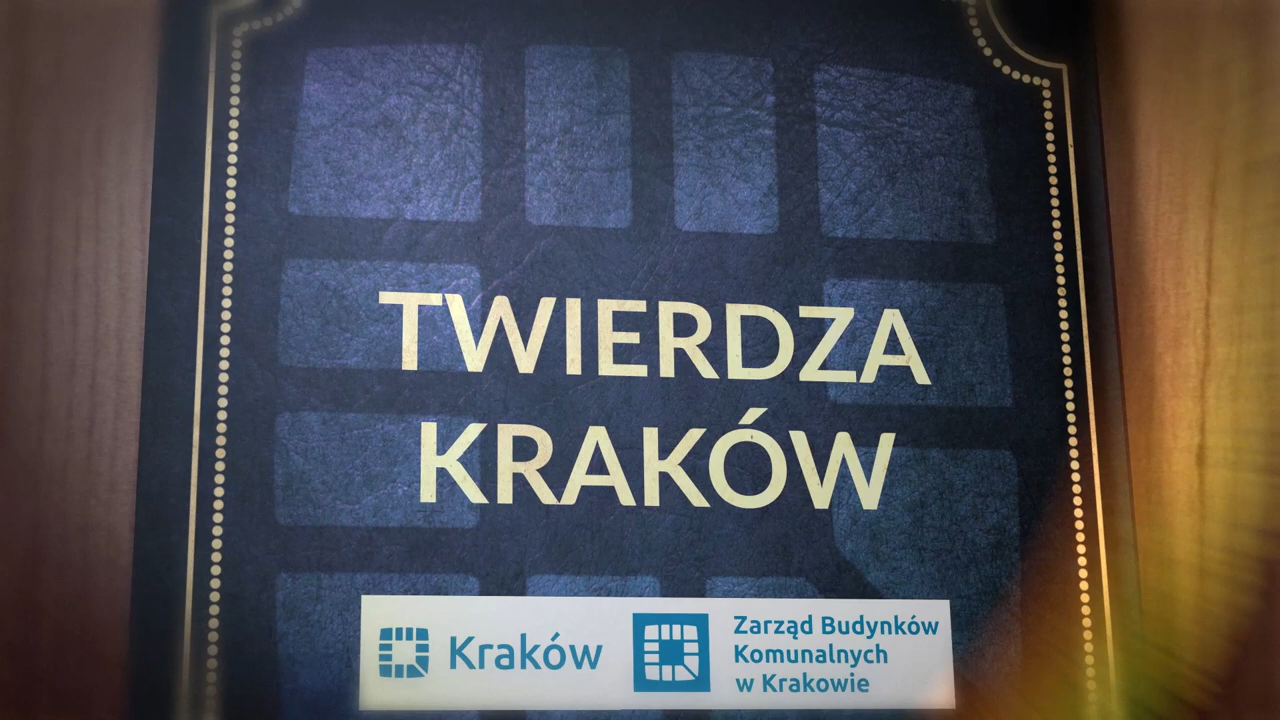 TWIERDZA
KRAKÓW
Kraków
Zarząd Budynków
Komunalnych
w Krakowie